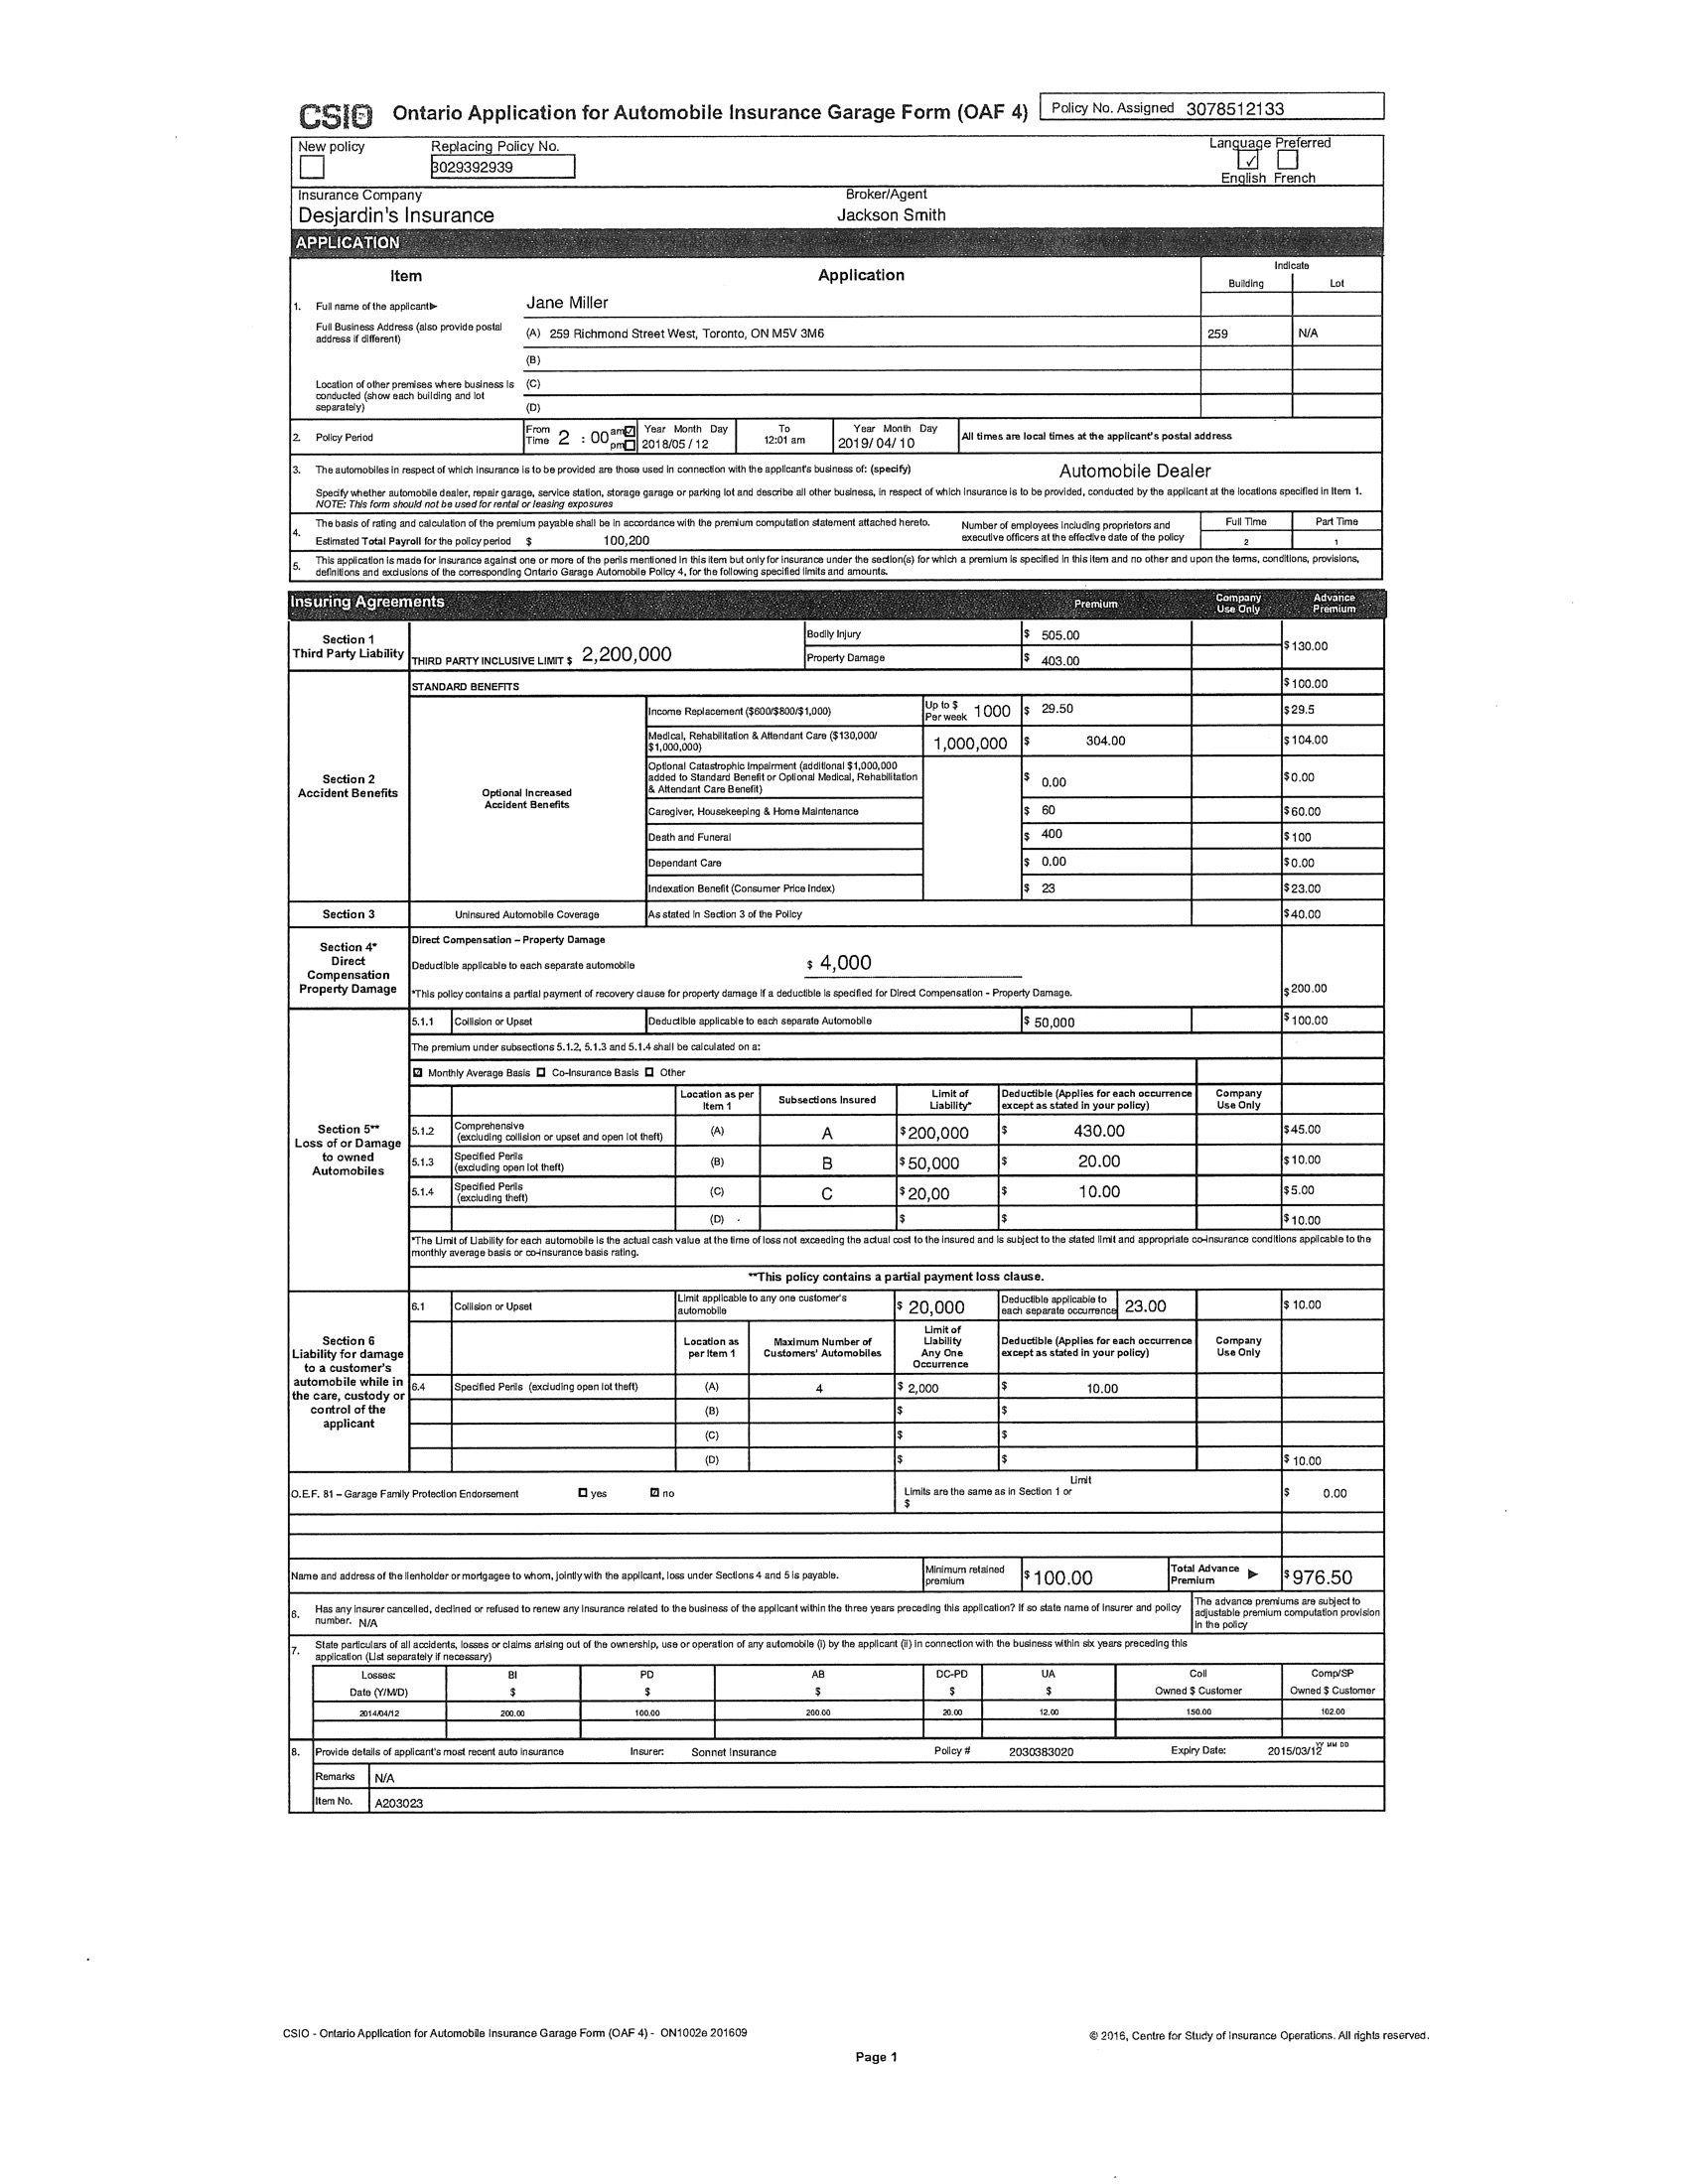 CSIO Ontario Application for Automobile Insurance Garage Form (OAF 4) Policy No. Assigned 3078512133
New policy Replacing Policy No. Language Preferred
3029392939 ✓
English French
Insurance Company Broker/Agent
Desjardin's Insurance Jackson Smith
APPLICATION
Item Application Indicate
Building Lot
1. Full name of the applicant▶ Jane Miller
Full Business Address (also provide postal
address if different) (A) 259 Richmond Street West, Toronto, ON M5V 3M6 259 N/A
(B)
Location of other premises where business is (C)
conducted (show each building and lot
separately) (D)
2. Policy Period From Time 2 : 00 am ☑ pm ☐ Year Month Day 2018/05/12 To 12:01 am Year Month Day 2019/04/10 All times are local times at the applicant's postal address
3. The automobiles in respect of which insurance is to be provided are those used in connection with the applicant's business of: (specify) Automobile Dealer
Specify whether automobile dealer, repair garage, service station, storage garage or parking lot and describe all other business, in respect of which insurance is to be provided, conducted by the applicant at the locations specified in Item 1.
NOTE: This form should not be used for rental or leasing exposures
4. The basis of rating and calculation of the premium payable shall be in accordance with the premium computation statement attached hereto. Number of employees including proprietors and executive officers at the effective date of the policy Full Time Part Time
Estimated Total Payroll for the policy period $ 100,200 2 1
5. This application is made for insurance against one or more of the perils mentioned in this item but only for insurance under the section(s) for which a premium is specified in this item and no other and upon the terms, conditions, provisions,
definitions and exclusions of the corresponding Ontario Garage Automobile Policy 4, for the following specified limits and amounts.
Insuring Agreements Premium Company Use Only Advance Premium
Section 1
Third Party Liability THIRD PARTY INCLUSIVE LIMIT $ 2,200,000 Bodily Injury $ 505.00 $130.00
Property Damage $ 403.00
Section 2
Accident Benefits
STANDARD BENEFITS $100.00
Optional Increased
Accident Benefits
Income Replacement ($600/$800/$1,000) Up to $ Per week 1000 $ 29.50 $29.5
Medical, Rehabilitation & Attendant Care ($130,000/
$1,000,000) 1,000,000 $ 304.00 $104.00
Optional Catastrophic Impairment (additional $1,000,000
added to Standard Benefit or Optional Medical, Rehabilitation
& Attendant Care Benefit) $ 0.00 $0.00
Caregiver, Housekeeping & Home Maintenance $ 60 $60.00
Death and Funeral $ 400 $100
Dependant Care $ 0.00 $0.00
Indexation Benefit (Consumer Price Index) $ 23 $23.00
Section 3 Uninsured Automobile Coverage As stated in Section 3 of the Policy $40.00
Section 4*
Direct
Compensation
Property Damage
Direct Compensation – Property Damage
Deductible applicable to each separate automobile $ 4,000
*This policy contains a partial payment of recovery clause for property damage if a deductible is specified for Direct Compensation - Property Damage. $200.00
Section 5**
Loss of or Damage
to owned
Automobiles
5.1.1 Collision or Upset Deductible applicable to each separate Automobile $ 50,000 $100.00
The premium under subsections 5.1.2, 5.1.3 and 5.1.4 shall be calculated on a:
☑ Monthly Average Basis ☐ Co-Insurance Basis ☐ Other
Location as per Item 1 Subsections Insured Limit of Liability* Deductible (Applies for each occurrence except as stated in your policy) Company Use Only
5.1.2 Comprehensive
(excluding collision or upset and open lot theft) (A) A $200,000 $ 430.00 $45.00
5.1.3 Specified Perils
(excluding open lot theft) (B) B $50,000 $ 20.00 $10.00
5.1.4 Specified Perils
(excluding theft) (C) C $20,00 $ 10.00 $5.00
(D) $ $ $10.00
*The Limit of Liability for each automobile is the actual cash value at the time of loss not exceeding the actual cost to the insured and is subject to the stated limit and appropriate co-insurance conditions applicable to the
monthly average basis or co-insurance basis rating.
**This policy contains a partial payment loss clause.
Section 6
Liability for damage
to a customer's
automobile while in
the care, custody or
control of the
applicant
6.1 Collision or Upset Limit applicable to any one customer's automobile $ 20,000 Deductible applicable to each separate occurrence 23.00 $ 10.00
Location as per Item 1 Maximum Number of Customers' Automobiles Limit of Liability Any One Occurrence Deductible (Applies for each occurrence except as stated in your policy) Company Use Only
6.4 Specified Perils (excluding open lot theft) (A) 4 $ 2,000 $ 10.00
(B) $ $
(C) $ $
(D) $ $ $ 10.00
O.E.F. 81 – Garage Family Protection Endorsement ☐ yes ☑ no Limit
Limits are the same as in Section 1 or
$ $ 0.00
Name and address of the lienholder or mortgagee to whom, jointly with the applicant, loss under Sections 4 and 5 is payable. Minimum retained premium $ 100.00 Total Advance Premium ▶ $ 976.50
6. Has any insurer cancelled, declined or refused to renew any insurance related to the business of the applicant within the three years preceding this application? If so state name of insurer and policy
number. N/A
The advance premiums are subject to
adjustable premium computation provision
in the policy
7. State particulars of all accidents, losses or claims arising out of the ownership, use or operation of any automobile (i) by the applicant (ii) in connection with the business within six years preceding this
application (List separately if necessary)
Losses: BI PD AB DC-PD UA Coll Comp/SP
Date (Y/M/D) $ $ $ $ $ Owned $ Customer Owned $ Customer
2014/04/12 200.00 100.00 200.00 20.00 12.00 150.00 102.00
8. Provide details of applicant's most recent auto insurance Insurer: Sonnet Insurance Policy # 2030383020 Expiry Date: 2015/03/12 YY MM DD
Remarks N/A
Item No. A203023
CSIO - Ontario Application for Automobile Insurance Garage Form (OAF 4) - ON1002e 201609 © 2016, Centre for Study of Insurance Operations. All rights reserved.
Page 1